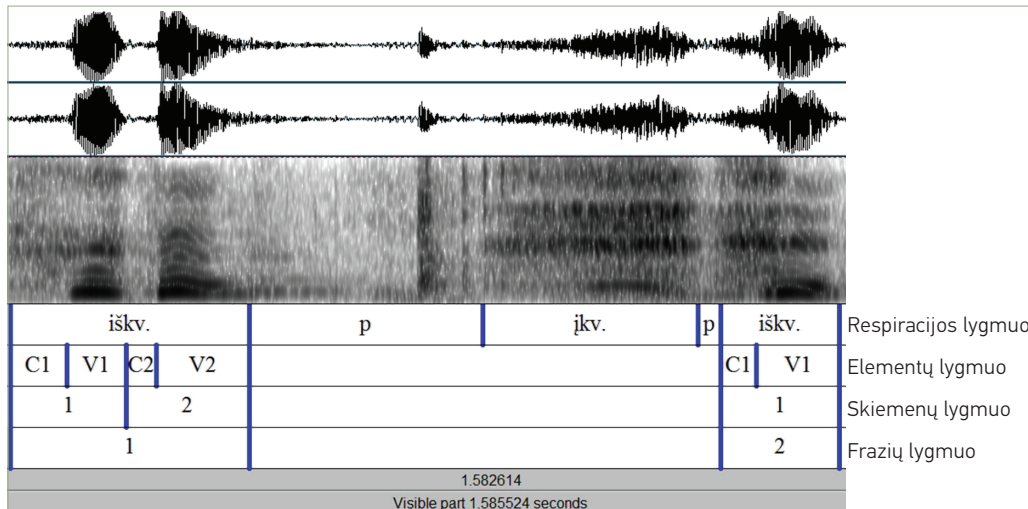 iškv. p įkv. p iškv. Respiracijos lygmuo
C1 V1 C2 V2 C1 V1 Elementų lygmuo
1 2 1 Skiemenų lygmuo
1 2 Frazių lygmuo
1.582614
Visible part 1.585524 seconds